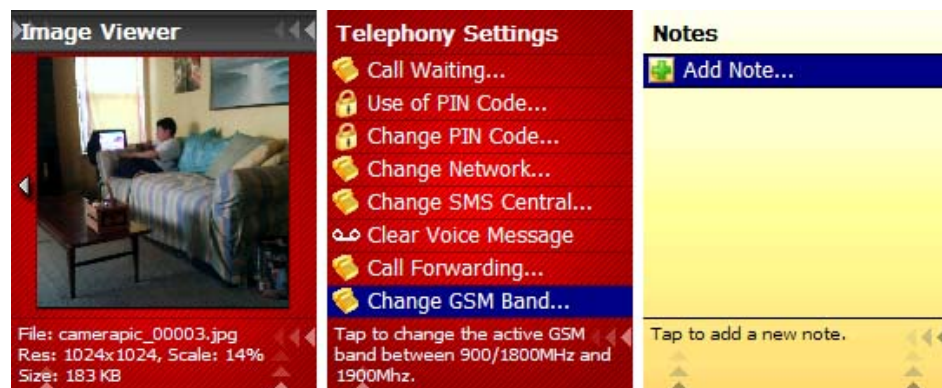 Image Viewer
File: camerapic_00003.jpg
Res: 1024x1024, Scale: 14%
Size: 183 KB
Telephony Settings
Call Waiting...
Use of PIN Code...
Change PIN Code...
Change Network...
Change SMS Central...
Clear Voice Message
Call Forwarding...
Change GSM Band...
Tap to change the active GSM
band between 900/1800MHz and
1900Mhz.
Notes
Add Note...
Tap to add a new note.